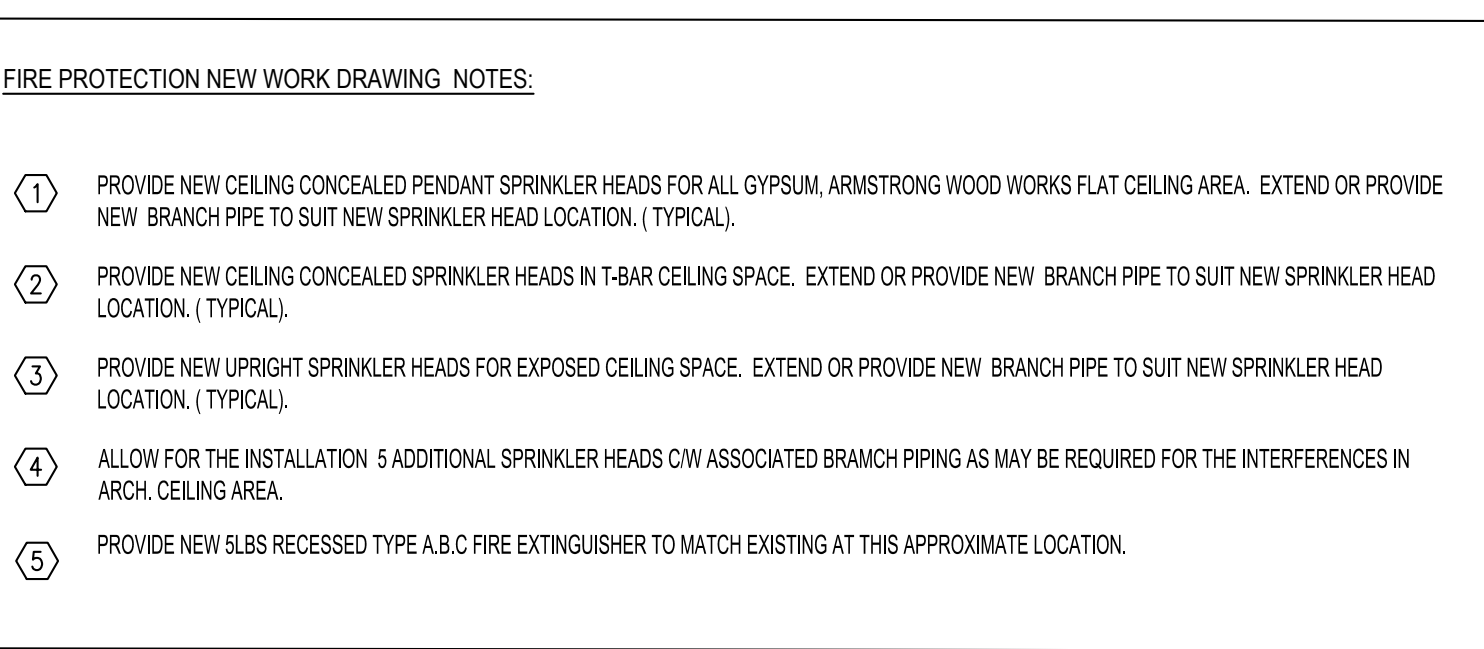 FIRE PROTECTION NEW WORK DRAWING NOTES:
1 PROVIDE NEW CEILING CONCEALED PENDANT SPRINKLER HEADS FOR ALL GYPSUM, ARMSTRONG WOOD WORKS FLAT CEILING AREA. EXTEND OR PROVIDE
NEW BRANCH PIPE TO SUIT NEW SPRINKLER HEAD LOCATION. ( TYPICAL).
2 PROVIDE NEW CEILING CONCEALED SPRINKLER HEADS IN T-BAR CEILING SPACE. EXTEND OR PROVIDE NEW BRANCH PIPE TO SUIT NEW SPRINKLER HEAD
LOCATION. ( TYPICAL).
3 PROVIDE NEW UPRIGHT SPRINKLER HEADS FOR EXPOSED CEILING SPACE. EXTEND OR PROVIDE NEW BRANCH PIPE TO SUIT NEW SPRINKLER HEAD
LOCATION. ( TYPICAL).
4 ALLOW FOR THE INSTALLATION 5 ADDITIONAL SPRINKLER HEADS C/W ASSOCIATED BRAMCH PIPING AS MAY BE REQUIRED FOR THE INTERFERENCES IN
ARCH. CEILING AREA.
5 PROVIDE NEW 5LBS RECESSED TYPE A.B.C FIRE EXTINGUISHER TO MATCH EXISTING AT THIS APPROXIMATE LOCATION.